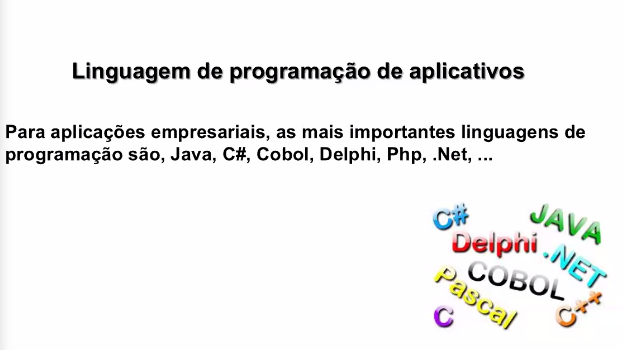 Linguagem de programação de aplicativos
Para aplicações empresariais, as mais importantes linguagens de
programação são, Java, C#, Cobol, Delphi, Php, .Net, ...
C#
JAVA
Delphi
.NET
COBOL
Pascal
C++
C